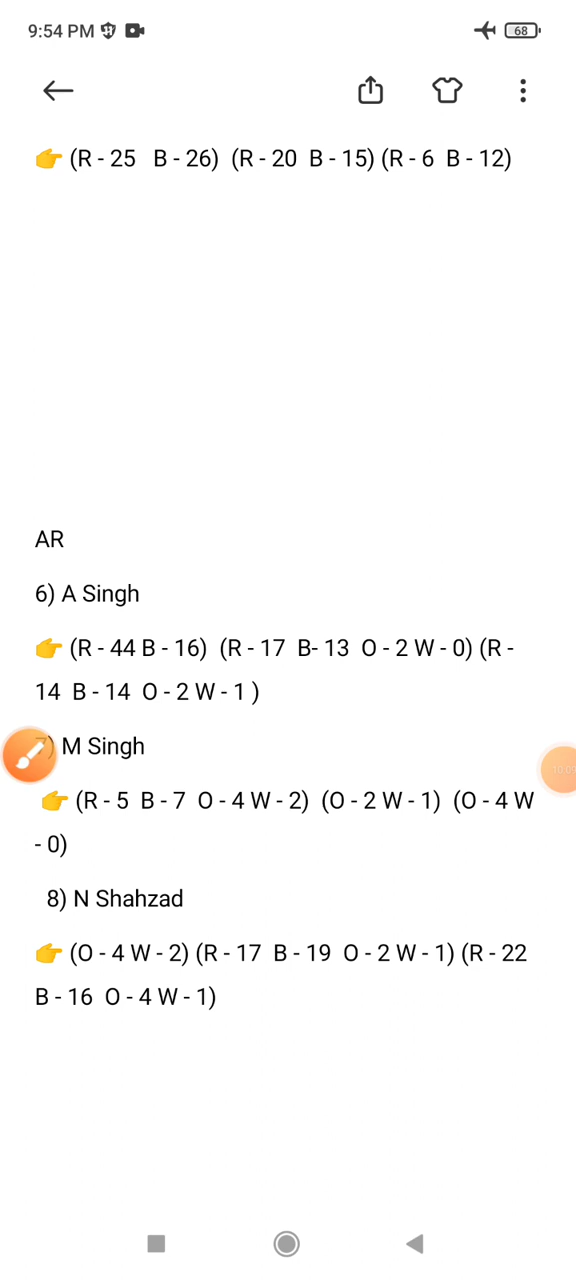 9:54 PM
68
👉 (R - 25 B - 26) (R - 20 B - 15) (R - 6 B - 12)
AR
6) A Singh
👉 (R - 44 B - 16) (R - 17 B- 13 O - 2 W - 0) (R -
14 B - 14 O - 2 W - 1 )
) M Singh
👉 (R - 5 B - 7 O - 4 W - 2) (O - 2 W - 1) (O - 4 W
- 0)
8) N Shahzad
👉 (O - 4 W - 2) (R - 17 B - 19 O - 2 W - 1) (R - 22
B - 16 O - 4 W - 1)